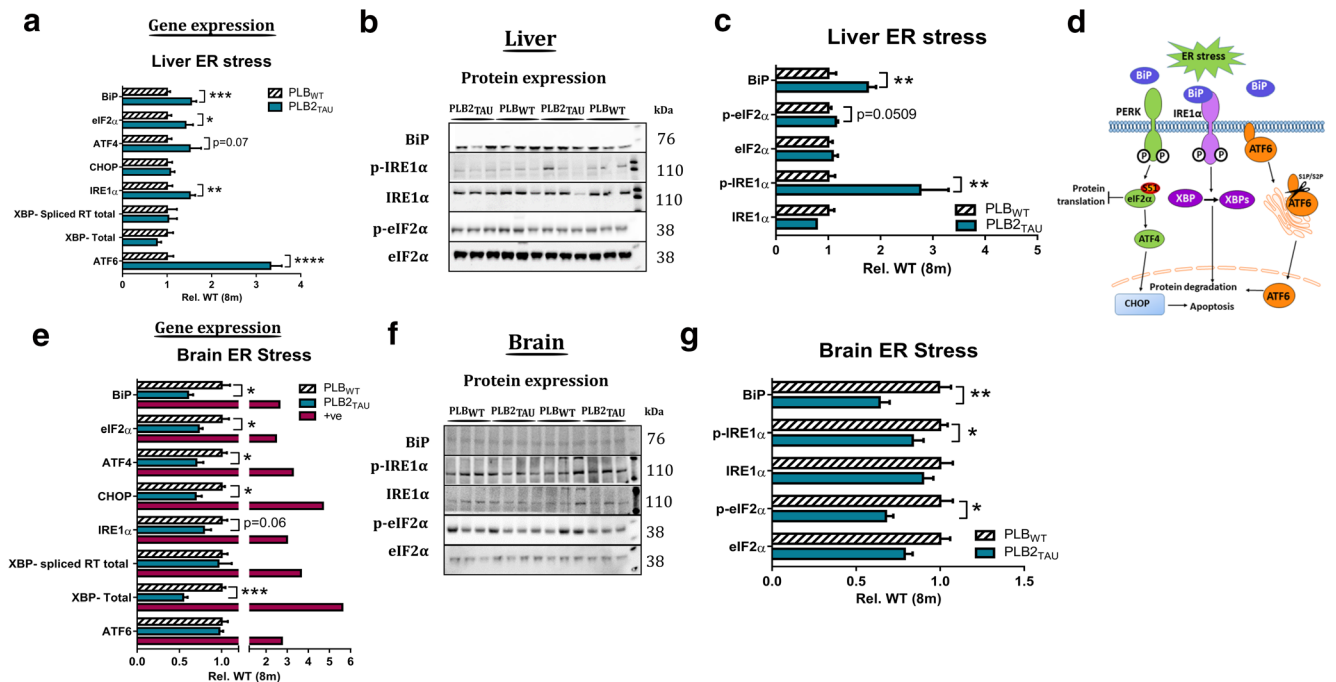 a
Gene expression
Liver ER stress
BiP
eIF2α
ATF4
CHOP
IRE1α
XBP- Spliced RT total
XBP- Total
ATF6
***
*
p=0.07
**
****
PLBWT
PLB2TAU
0 1 2 3 4
Rel. WT (8m)
b
Liver
Protein expression
PLB2TAU PLBWT PLB2TAU PLBWT kDa
BiP 76
p-IRE1α 110
IRE1α 110
p-eIF2α 38
eIF2α 38
c
Liver ER stress
BiP
p-eIF2α
eIF2α
p-IRE1α
IRE1α
**
p=0.0509
**
PLBWT
PLB2TAU
0 1 2 3 4 5
Rel. WT (8m)
d
ER stress
BiP
BiP
BiP
PERK
IRE1α
ATF6
P P P P
S1P/S2P
Protein
translation
S51
eIF2α
XBP
XBPs
ATF6
ATF4
Protein degradation
ATF6
CHOP
Apoptosis
e
Gene expression
Brain ER Stress
BiP
eIF2α
ATF4
CHOP
IRE1α
XBP- spliced RT total
XBP- Total
ATF6
*
*
*
*
p=0.06
***
PLBWT
PLB2TAU
+ve
0.0 0.5 1.0 2 3 4 5 6
Rel. WT (8m)
f
Brain
Protein expression
PLBWT PLB2TAU PLBWT PLB2TAU kDa
BiP 76
p-IRE1α 110
IRE1α 110
p-eIF2α 38
eIF2α 38
g
Brain ER Stress
BiP
p-IRE1α
IRE1α
p-eIF2α
eIF2α
**
*
*
PLBWT
PLB2TAU
0.0 0.5 1.0 1.5
Rel. WT (8m)